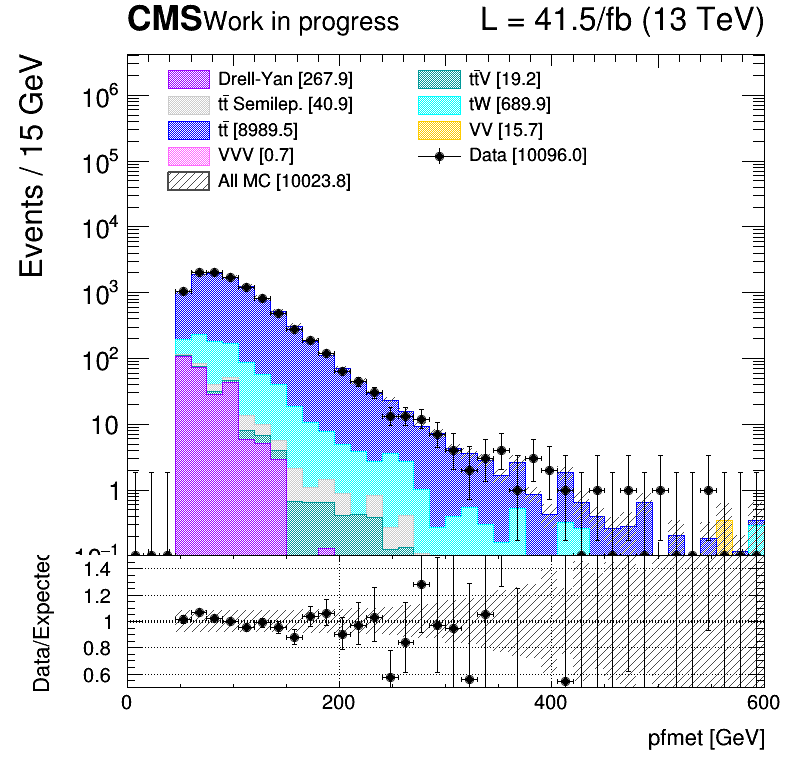 CMS Work in progress L = 41.5/fb (13 TeV)
Events / 15 GeV
Drell-Yan [267.9] tt̄V [19.2]
tt̄ Semilep. [40.9] tW [689.9]
tt̄ [8989.5] VV [15.7]
VVV [0.7] Data [10096.0]
All MC [10023.8]
10⁶
10⁵
10⁴
10³
10²
10
1
10⁻¹
Data/Expected
1.4
1.2
1
0.8
0.6
0 200 400 600
pfmet [GeV]